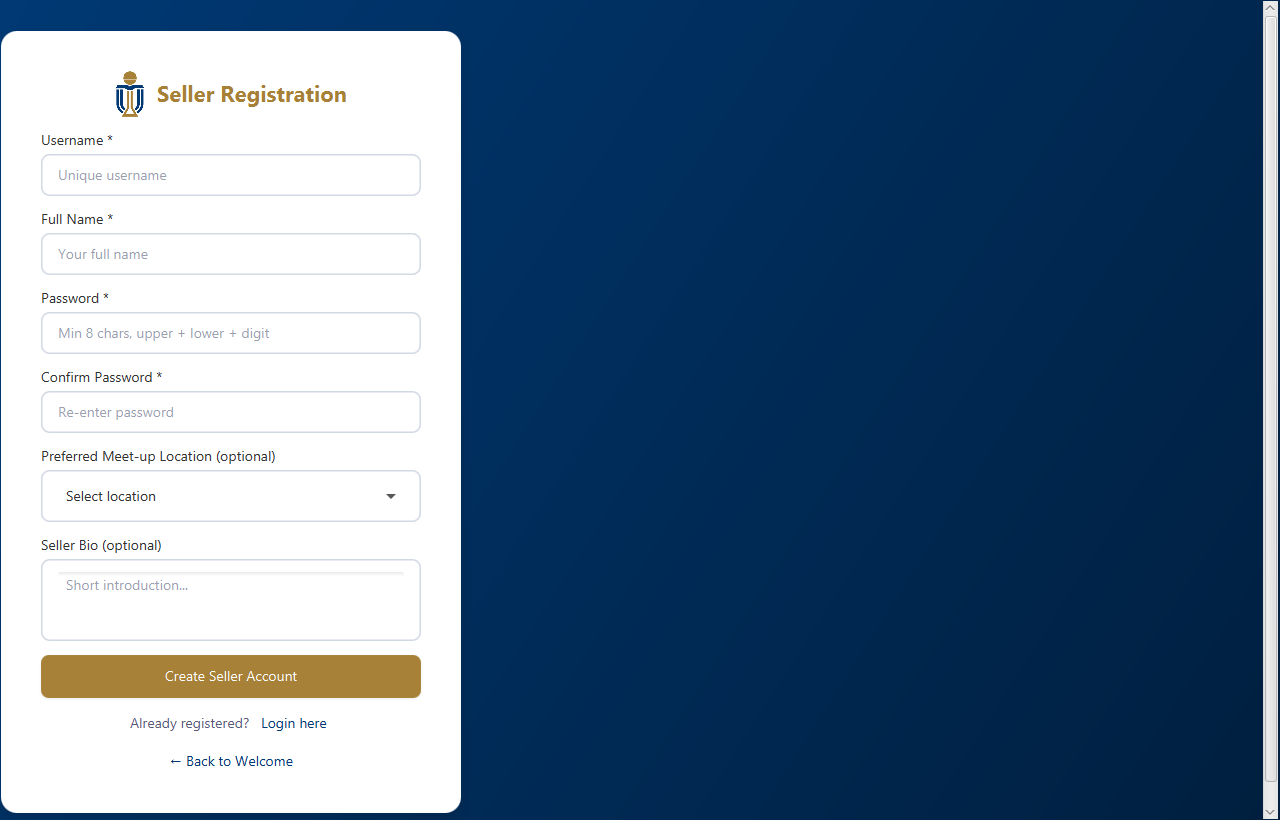 Seller Registration
Username *
Unique username
Full Name *
Your full name
Password *
Min 8 chars, upper + lower + digit
Confirm Password *
Re-enter password
Preferred Meet-up Location (optional)
Select location
Seller Bio (optional)
Short introduction...
Create Seller Account
Already registered? Login here
← Back to Welcome